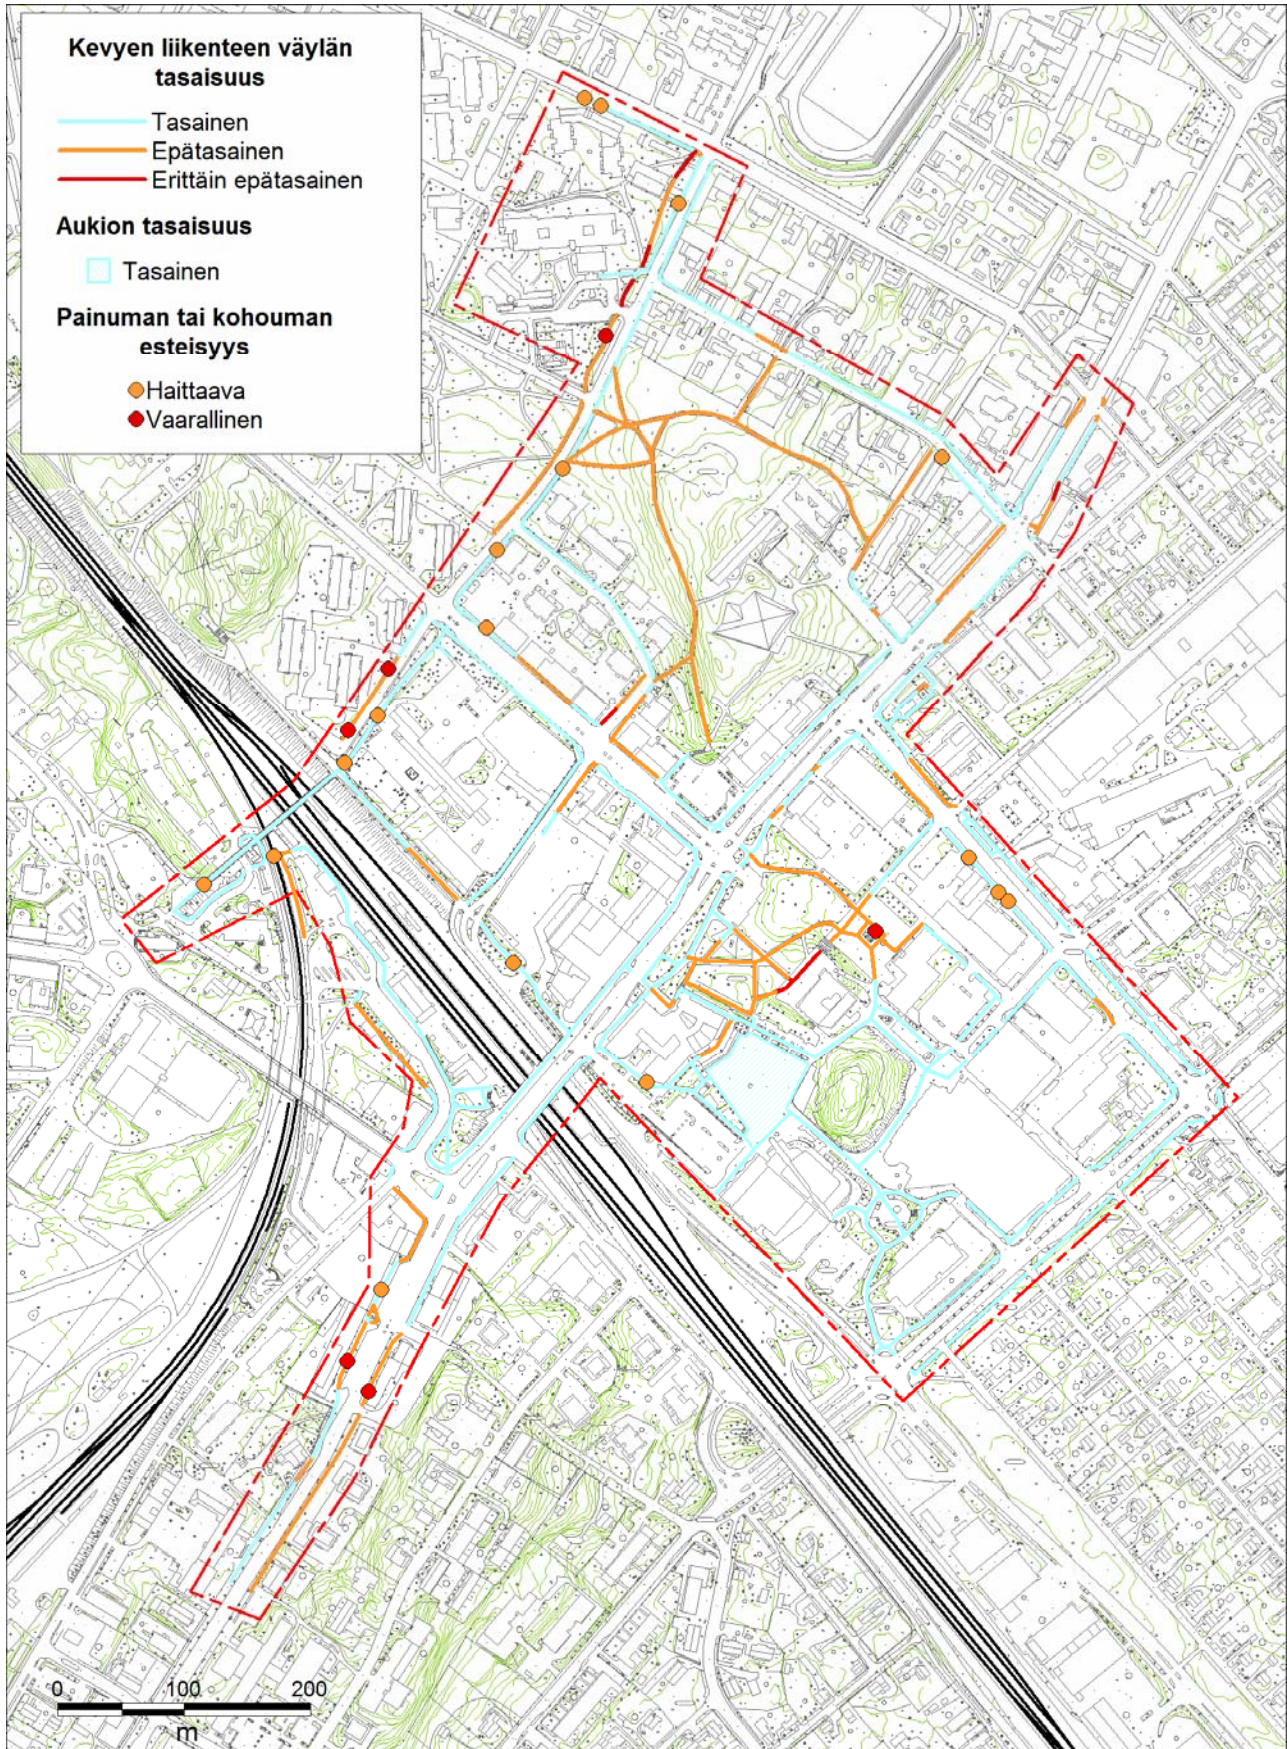 Kevyen liikenteen väylän
tasaisuus
Tasainen
Epätasainen
Erittäin epätasainen
Aukion tasaisuus
Tasainen
Painuman tai kohouman
esteisyys
Haittaava
Vaarallinen
0 100 200
m